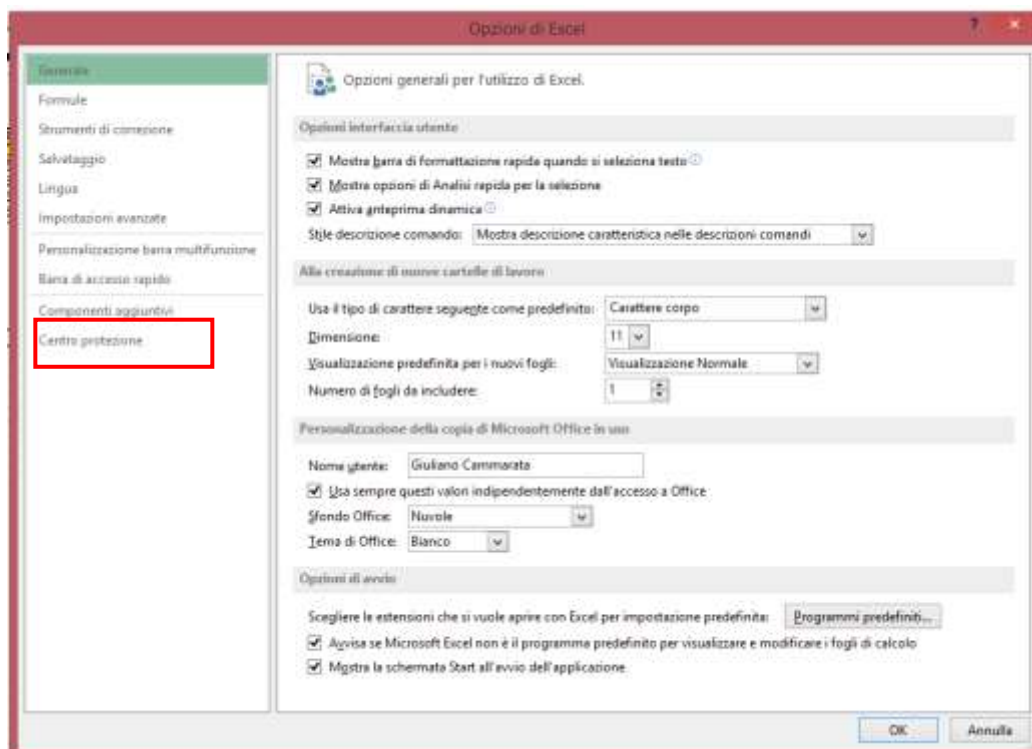 Opzioni di Excel
?
Generale
Formule
Strumenti di correzione
Salvataggio
Lingua
Impostazioni avanzate
Personalizzazione barra multifunzione
Barra di accesso rapido
Componenti aggiuntivi
Centro protezione
Opzioni generali per l'utilizzo di Excel.
Opzioni interfaccia utente
Mostra barra di formattazione rapida quando si seleziona testo
Mostra opzioni di Analisi rapida per la selezione
Attiva anteprima dinamica
Stile descrizione comando: Mostra descrizione caratteristica nelle descrizioni comandi
Alla creazione di nuove cartelle di lavoro
Usa il tipo di carattere seguente come predefinito: Carattere corpo
Dimensione: 11
Visualizzazione predefinita per i nuovi fogli: Visualizzazione Normale
Numero di fogli da includere: 1
Personalizzazione della copia di Microsoft Office in uso
Nome utente: Giuliano Cammarata
Usa sempre questi valori indipendentemente dall'accesso a Office
Sfondo Office: Nuvole
Tema di Office: Bianco
Opzioni di avvio
Scegliere le estensioni che si vuole aprire con Excel per impostazione predefinita: Programmi predefiniti...
Avvisa se Microsoft Excel non è il programma predefinito per visualizzare e modificare i fogli di calcolo
Mostra la schermata Start all'avvio dell'applicazione
OK Annulla